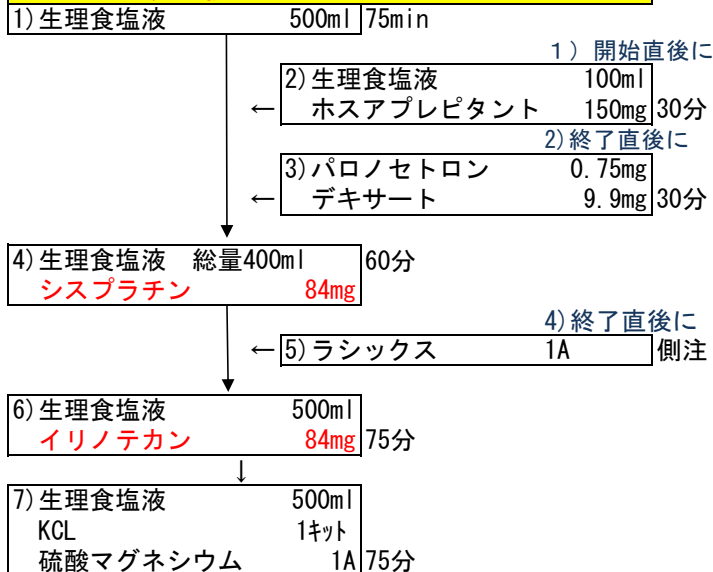 1)生理食塩液 500ml 75min
1) 開始直後に
2)生理食塩液 100ml
← ホスアプレピタント 150mg 30分
2)終了直後に
3)パロノセトロン 0.75mg
← デキサート 9.9mg 30分
4)生理食塩液 総量400ml 60分
シスプラチン 84mg
4)終了直後に
← 5)ラシックス 1A 側注
6)生理食塩液 500ml
イリノテカン 84mg 75分
↓
7)生理食塩液 500ml
KCL 1ｷｯﾄ
硫酸マグネシウム 1A 75分